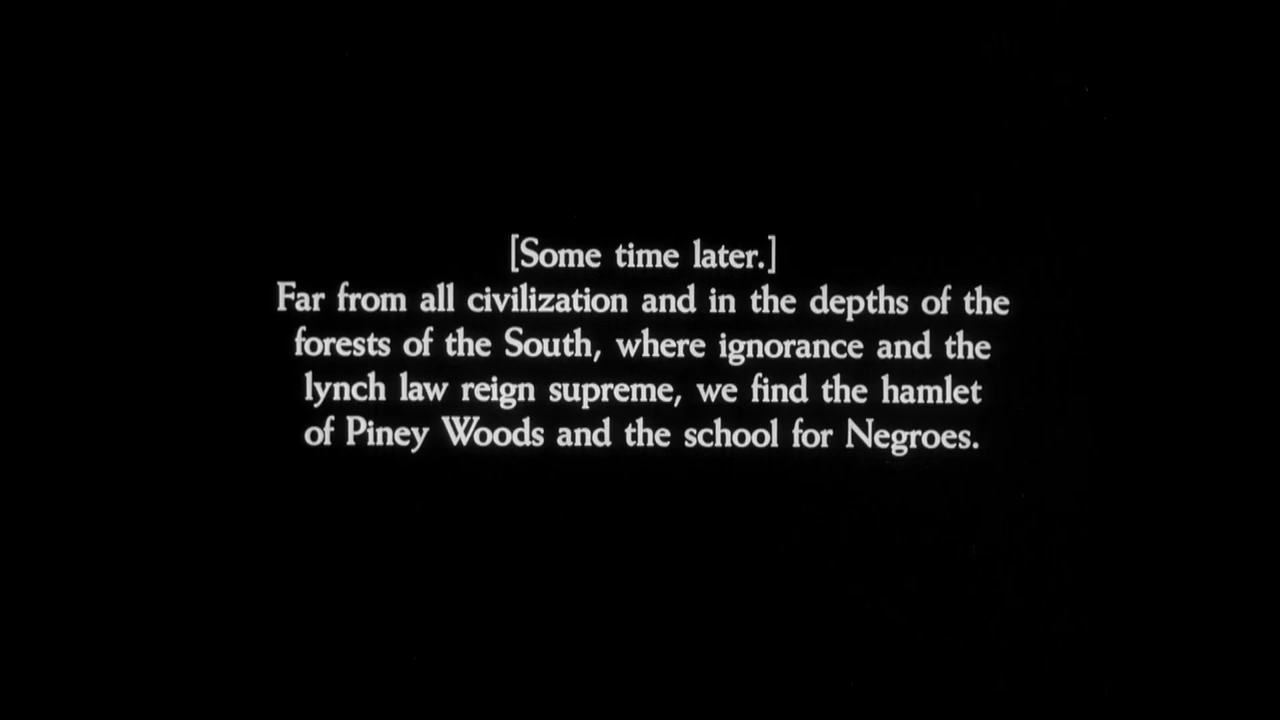 [Some time later.]
Far from all civilization and in the depths of the
forests of the South, where ignorance and the
lynch law reign supreme, we find the hamlet
of Piney Woods and the school for Negroes.